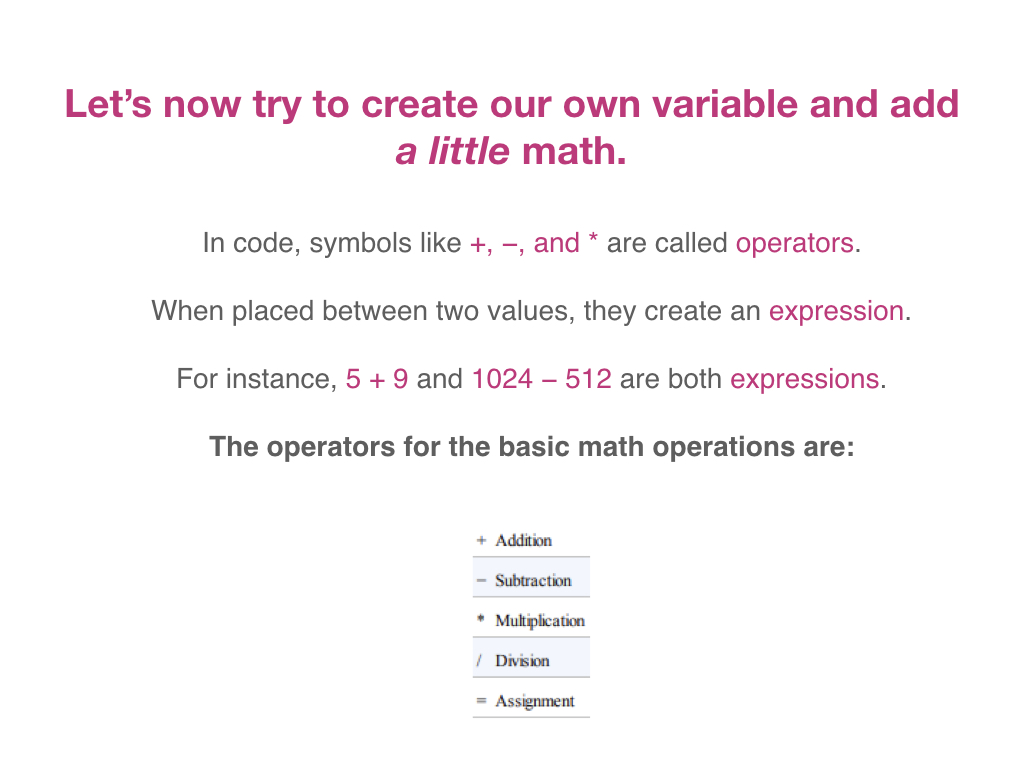 Let’s now try to create our own variable and add
a little math.
In code, symbols like +, −, and * are called operators.
When placed between two values, they create an expression.
For instance, 5 + 9 and 1024 − 512 are both expressions.
The operators for the basic math operations are:
+ Addition
− Subtraction
* Multiplication
/ Division
= Assignment